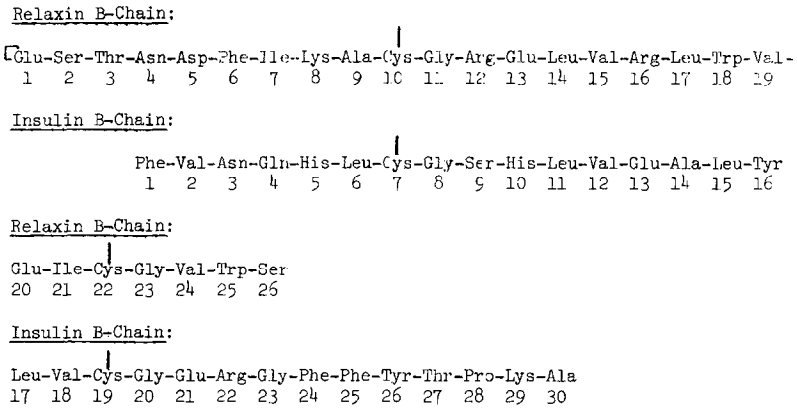 Relaxin B-Chain:
Glu-Ser-Thr-Asn-Asp-Phe-Ile-Lys-Ala-Cys-Gly-Arg-Glu-Leu-Val-Arg-Leu-Trp-Val-
1 2 3 4 5 6 7 8 9 10 11 12 13 14 15 16 17 18 19
Insulin B-Chain:
Phe-Val-Asn-Gln-His-Leu-Cys-Gly-Ser-His-Leu-Val-Glu-Ala-Leu-Tyr
1 2 3 4 5 6 7 8 9 10 11 12 13 14 15 16
Relaxin B-Chain:
Glu-Ile-Cys-Gly-Val-Trp-Ser
20 21 22 23 24 25 26
Insulin B-Chain:
Leu-Val-Cys-Gly-Glu-Arg-Gly-Phe-Phe-Tyr-Thr-Pro-Lys-Ala
17 18 19 20 21 22 23 24 25 26 27 28 29 30